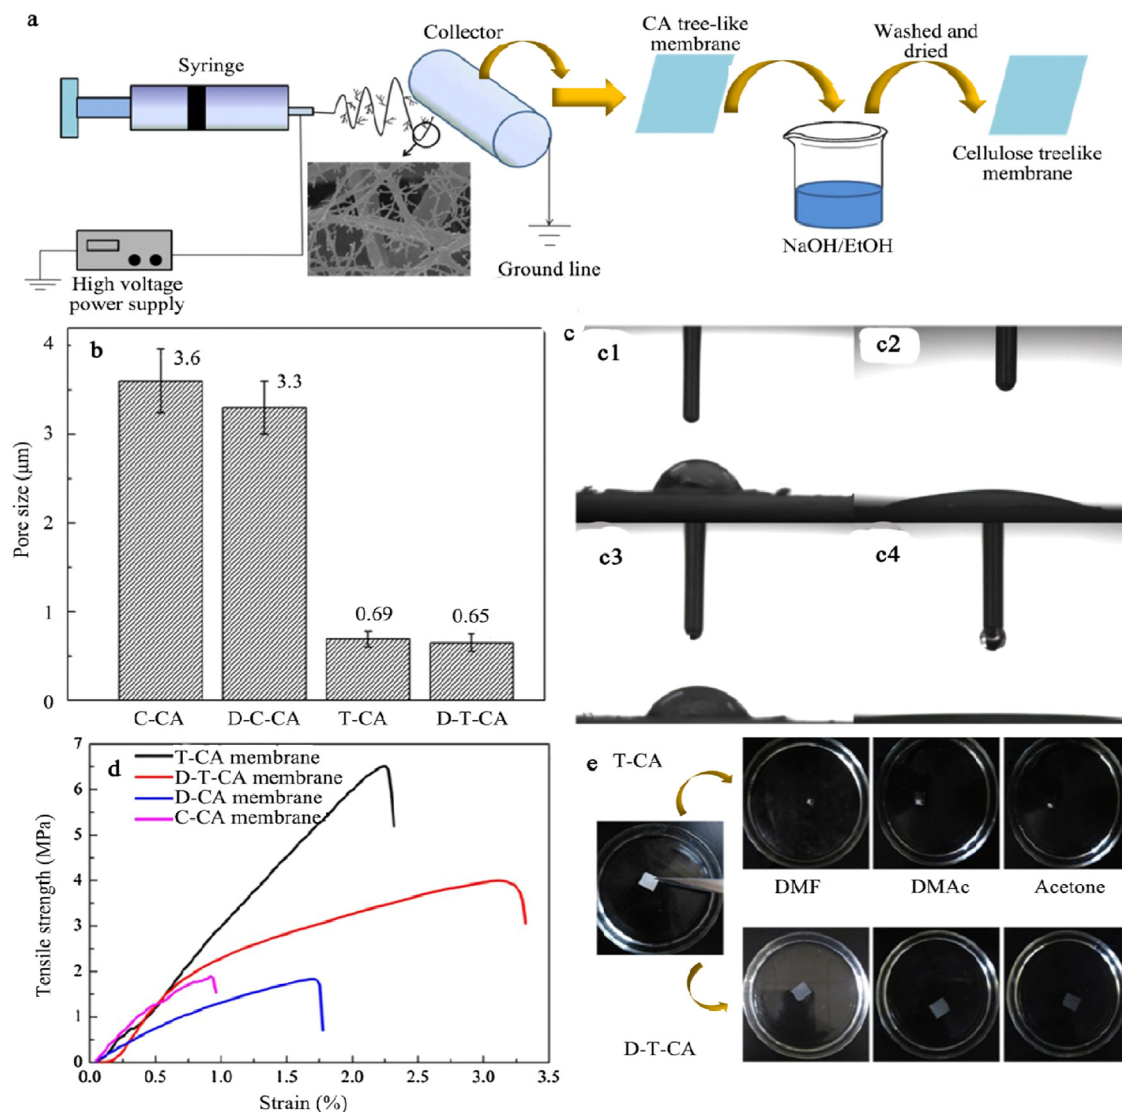 a
Collector
CA tree-like
membrane
Washed and
dried
Syringe
Cellulose treelike
membrane
NaOH/EtOH
Ground line
High voltage
power supply
b
4
3
2
1
0
Pore size (μm)
3.6
3.3
0.69
0.65
C-CA
D-C-CA
T-CA
D-T-CA
c
c1
c2
c3
c4
d
7
6
5
4
3
2
1
0
Tensile strength (MPa)
T-CA membrane
D-T-CA membrane
D-CA membrane
C-CA membrane
0.0
0.5
1.0
1.5
2.0
2.5
3.0
3.5
Strain (%)
e
T-CA
DMF
DMAc
Acetone
D-T-CA